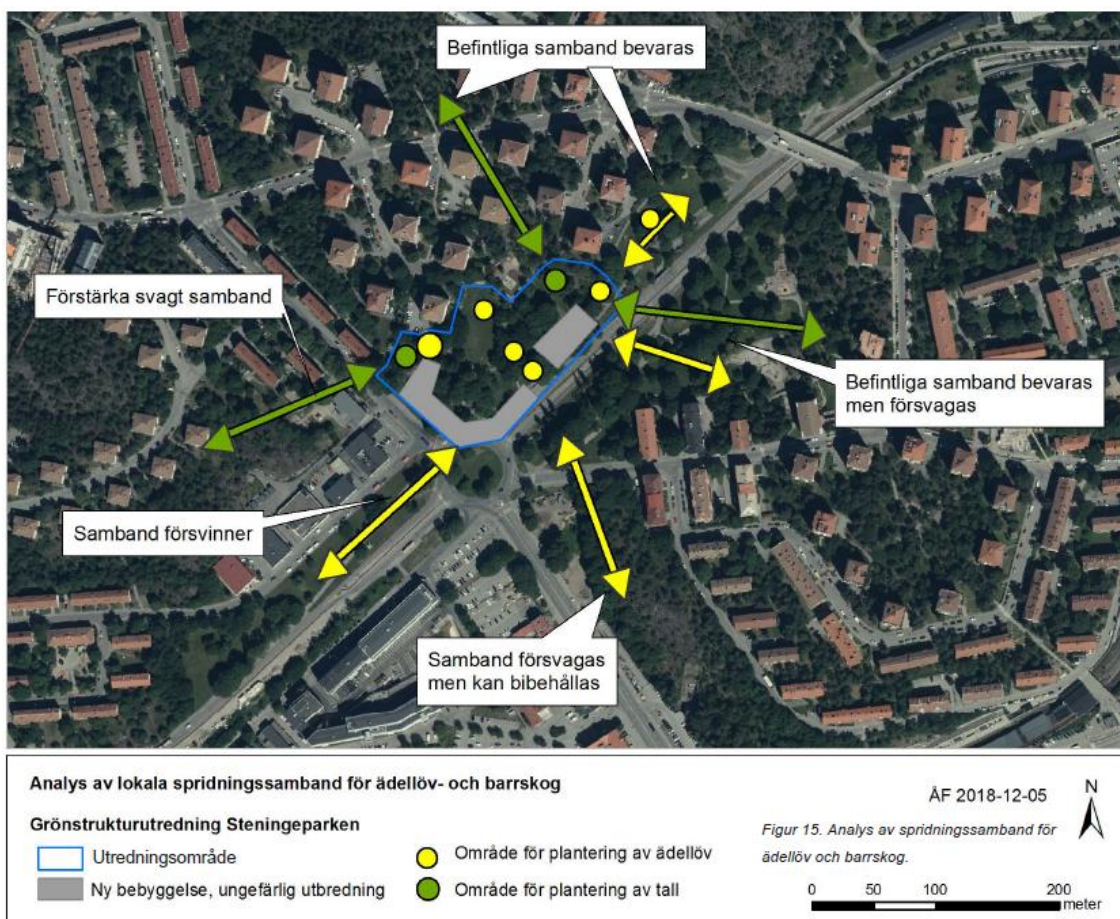 Befintliga samband bevaras
Förstärka svagt samband
Befintliga samband bevaras
men försvagas
Samband försvinner
Samband försvagas
men kan bibehållas
Analys av lokala spridningssamband för ädellöv- och barrskog
Grönstrukturutredning Steningeparken
Utredningsområde
Ny bebyggelse, ungefärlig utbredning
Område för plantering av ädellöv
Område för plantering av tall
ÅF 2018-12-05
N
Figur 15. Analys av spridningssamband för
ädellöv och barrskog.
0 50 100 200
meter